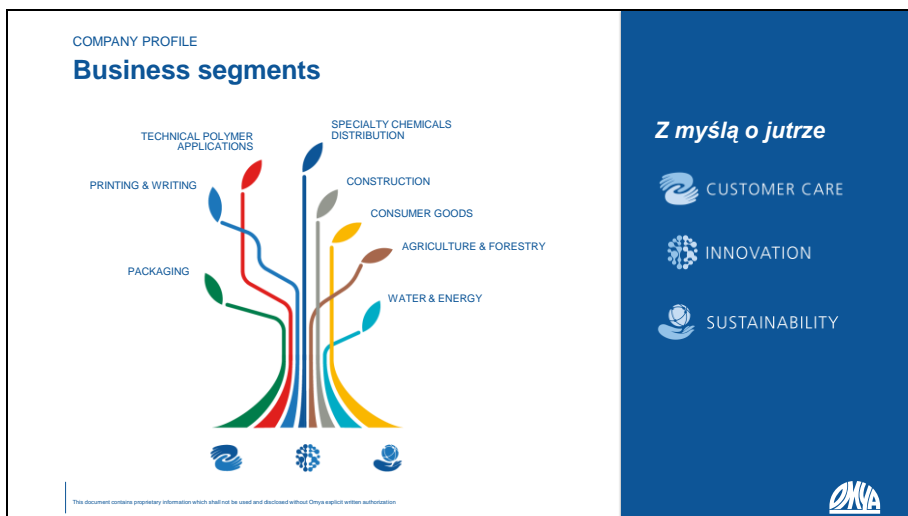 COMPANY PROFILE
Business segments
SPECIALTY CHEMICALS
DISTRIBUTION
TECHNICAL POLYMER
APPLICATIONS
PRINTING & WRITING
CONSTRUCTION
CONSUMER GOODS
AGRICULTURE & FORESTRY
PACKAGING
WATER & ENERGY
This document contains proprietary information which shall not be used and disclosed without Omya explicit written authorization
Z myślą o jutrze
CUSTOMER CARE
INNOVATION
SUSTAINABILITY
OMYA